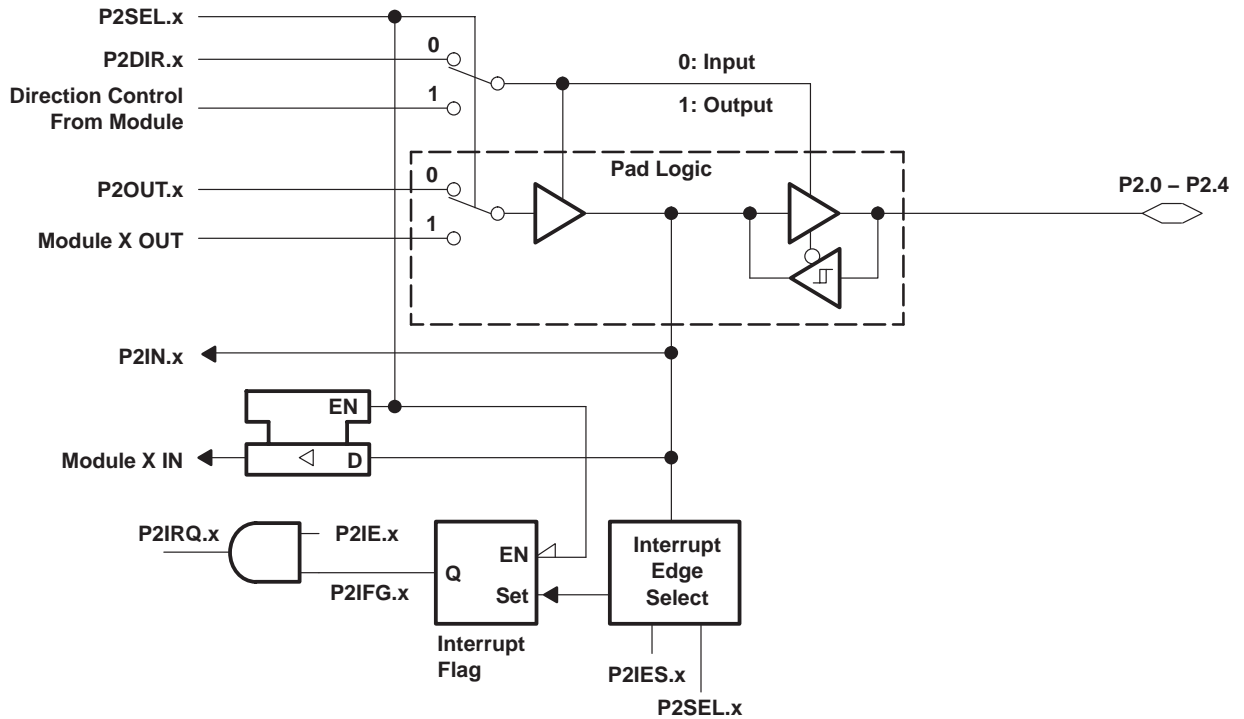 P2SEL.x
P2DIR.x
0
Direction Control
From Module
1
0: Input
1: Output
Pad Logic
P2OUT.x
0
Module X OUT
1
P2.0 – P2.4
P2IN.x
EN
Module X IN
D
P2IRQ.x
P2IE.x
P2IFG.x
Q
EN
Set
Interrupt
Flag
Interrupt
Edge
Select
P2IES.x
P2SEL.x